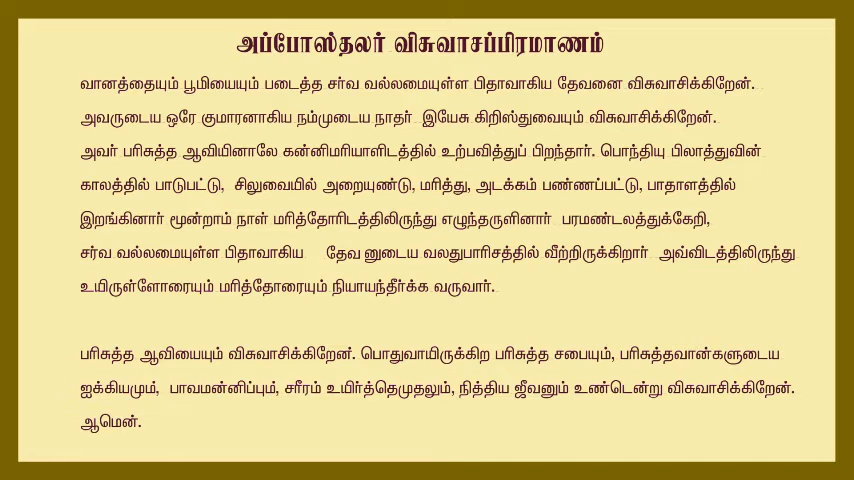 அப்போஸ்தலர் விசுவாசப்பிரமாணம்
வானத்தையும் பூமியையும் படைத்த சர்வ வல்லமையுள்ள பிதாவாகிய தேவனை விசுவாசிக்கிறேன்.
அவருடைய ஒரே குமாரனாகிய நம்முடைய நாதர் இயேசு கிறிஸ்துவையும் விசுவாசிக்கிறேன்.
அவர் பரிசுத்த ஆவியினாலே கன்னிமரியாளிடத்தில் உற்பவித்துப் பிறந்தார். பொந்தியு பிலாத்துவின்
காலத்தில் பாடுபட்டு, சிலுவையில் அறையுண்டு, மரித்து, அடக்கம் பண்ணப்பட்டு, பாதாளத்தில்
இறங்கினார் மூன்றாம் நாள் மரித்தோரிடத்திலிருந்து எழுந்தருளினார் பரமண்டலத்துக்கேறி,
சர்வ வல்லமையுள்ள பிதாவாகிய தேவ னுடைய வலதுபாரிசத்தில் வீற்றிருக்கிறார் அவ்விடத்திலிருந்து
உயிருள்ளோரையும் மரித்தோரையும் நியாயந்தீர்க்க வருவார்.
பரிசுத்த ஆவியையும் விசுவாசிக்கிறேன். பொதுவாயிருக்கிற பரிசுத்த சபையும், பரிசுத்தவான்களுடைய
ஐக்கியமும், பாவமன்னிப்பும், சரீரம் உயிர்த்தெமுதலும், நித்திய ஜீவனும் உண்டென்று விசுவாசிக்கிறேன்.
ஆமென்.